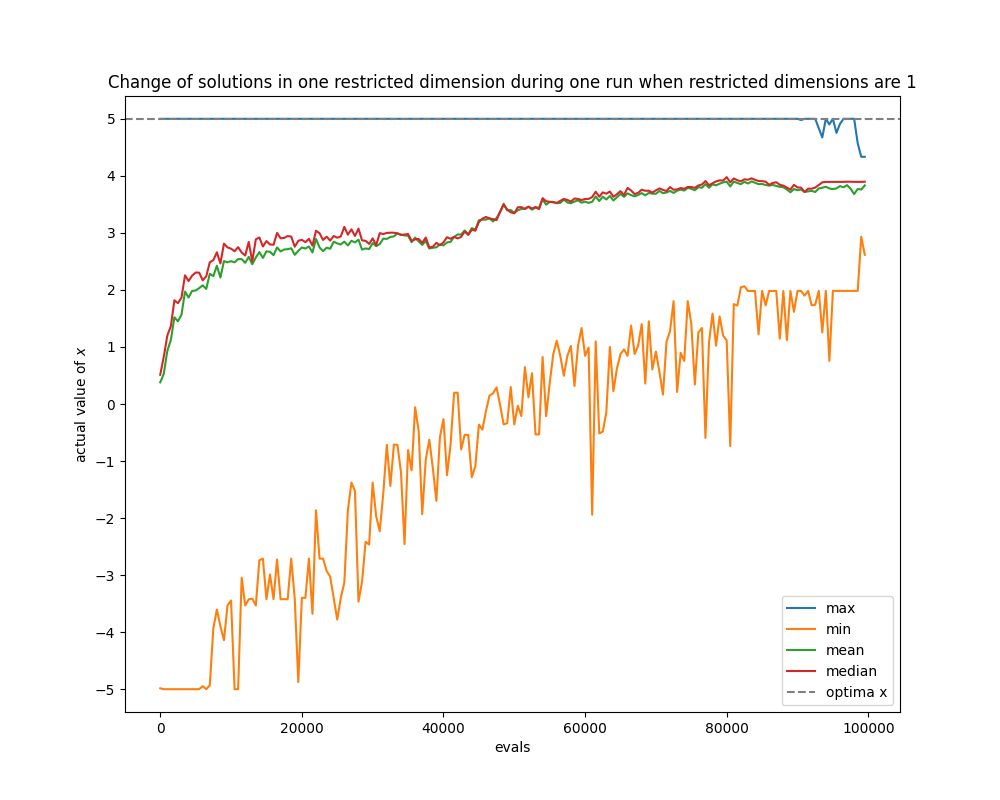 Change of solutions in one restricted dimension during one run when restricted dimensions are 1
5
4
3
2
1
0
−1
−2
−3
−4
−5
actual value of x
0 20000 40000 60000 80000 100000
evals
max
min
mean
median
optima x